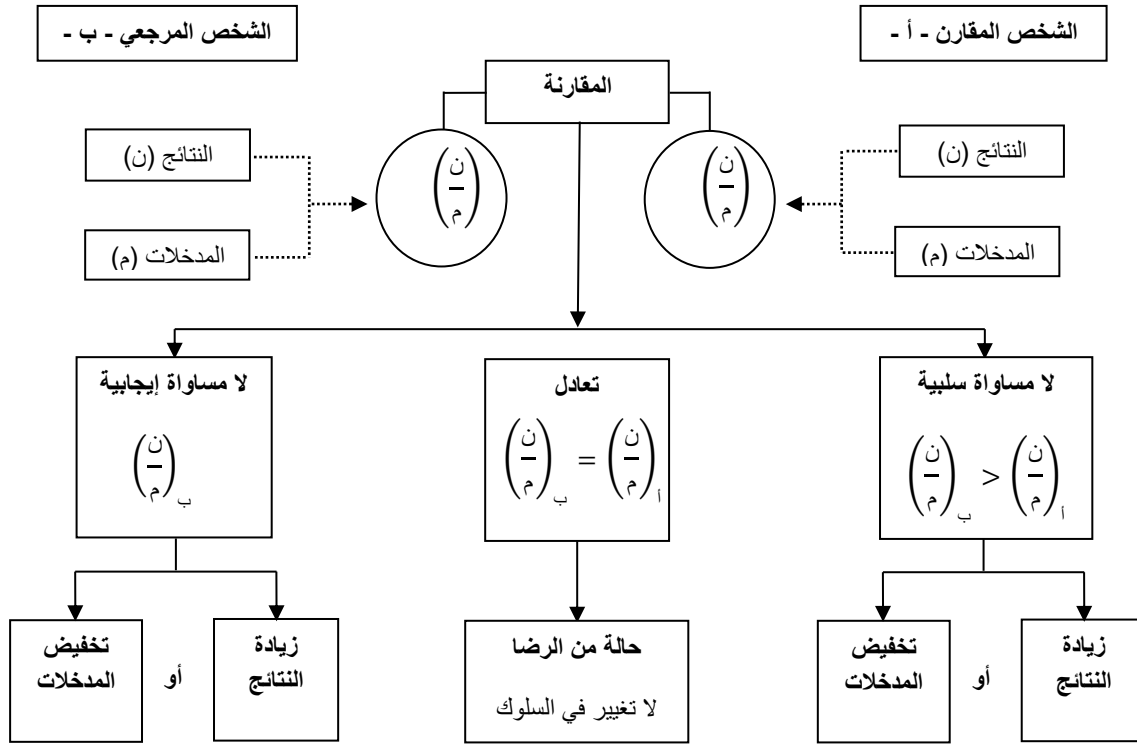 الشخص المقارن - أ -
الشخص المرجعي - ب -
المقارنة
النتائج (ن)
(ن/م)
(ن/م)
النتائج (ن)
المدخلات (م)
المدخلات (م)
لا مساواة سلبية
(ن/م)أ > (ن/م)ب
تعادل
(ن/م)أ = (ن/م)ب
لا مساواة إيجابية
(ن/م)ب
زيادة
النتائج
أو
تخفيض
المدخلات
حالة من الرضا
لا تغيير في السلوك
زيادة
النتائج
أو
تخفيض
المدخلات